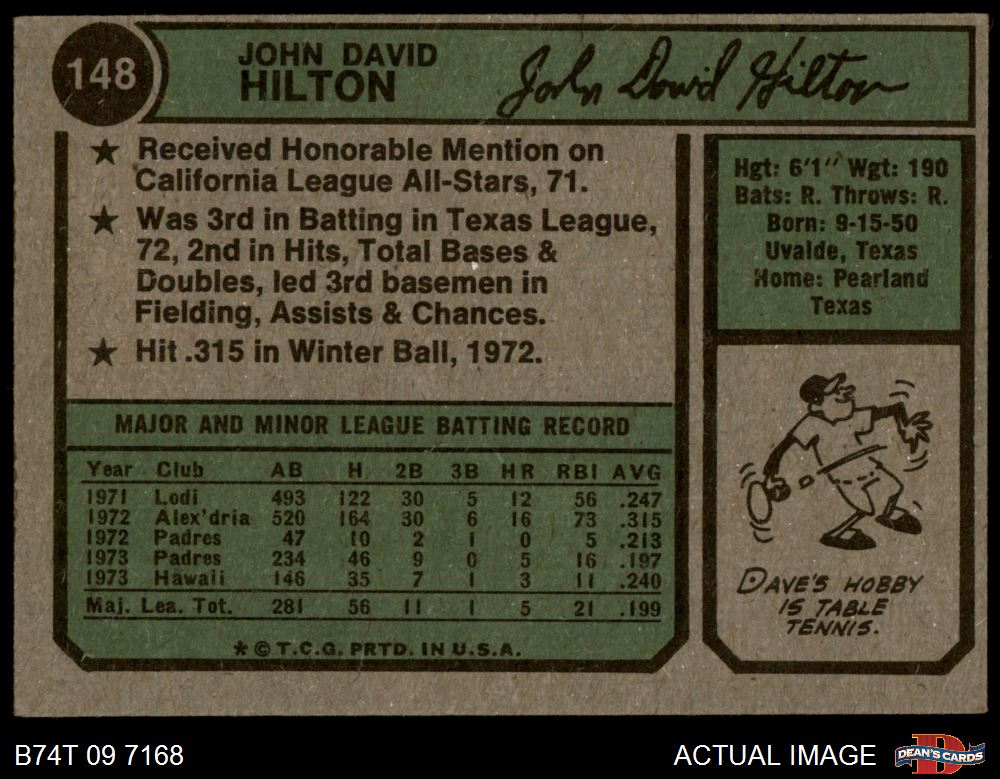 148
JOHN DAVID
HILTON
John David Hilton
★ Received Honorable Mention on
California League All-Stars, 71.
★ Was 3rd in Batting in Texas League,
72, 2nd in Hits, Total Bases &
Doubles, led 3rd basemen in
Fielding, Assists & Chances.
★ Hit .315 in Winter Ball, 1972.
Hgt: 6'1" Wgt: 190
Bats: R. Throws: R.
Born: 9-15-50
Uvalde, Texas
Home: Pearland
Texas
MAJOR AND MINOR LEAGUE BATTING RECORD
Year Club AB H 2B 3B HR RBI AVG
1971 Lodi 493 122 30 5 12 56 .247
1972 Alex'dria 520 164 30 6 16 73 .315
1972 Padres 47 10 2 1 0 5 .213
1973 Padres 234 46 9 0 5 16 .197
1973 Hawaii 146 35 7 1 3 11 .240
Maj. Lea. Tot. 281 56 11 1 5 21 .199
* © T.C.G. PRTD. IN U.S.A.
DAVE'S HOBBY
IS TABLE
TENNIS.
B74T 09 7168
ACTUAL IMAGE
DEAN'S CARDS